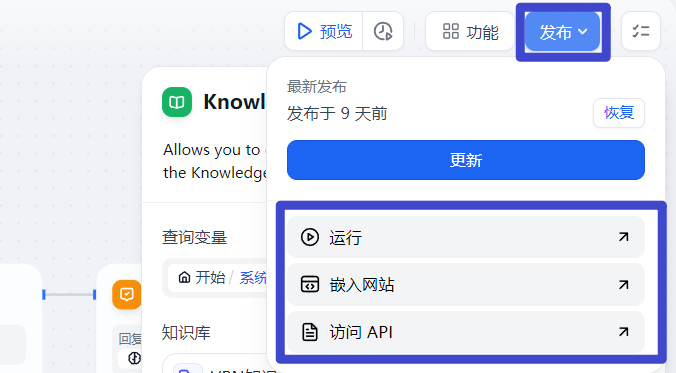 预览
功能
发布
最新发布
发布于 9 天前
恢复
更新
运行
嵌入网站
访问 API
Allows you to
the Knowledge
查询变量
开始 / 系统
知识库
回复